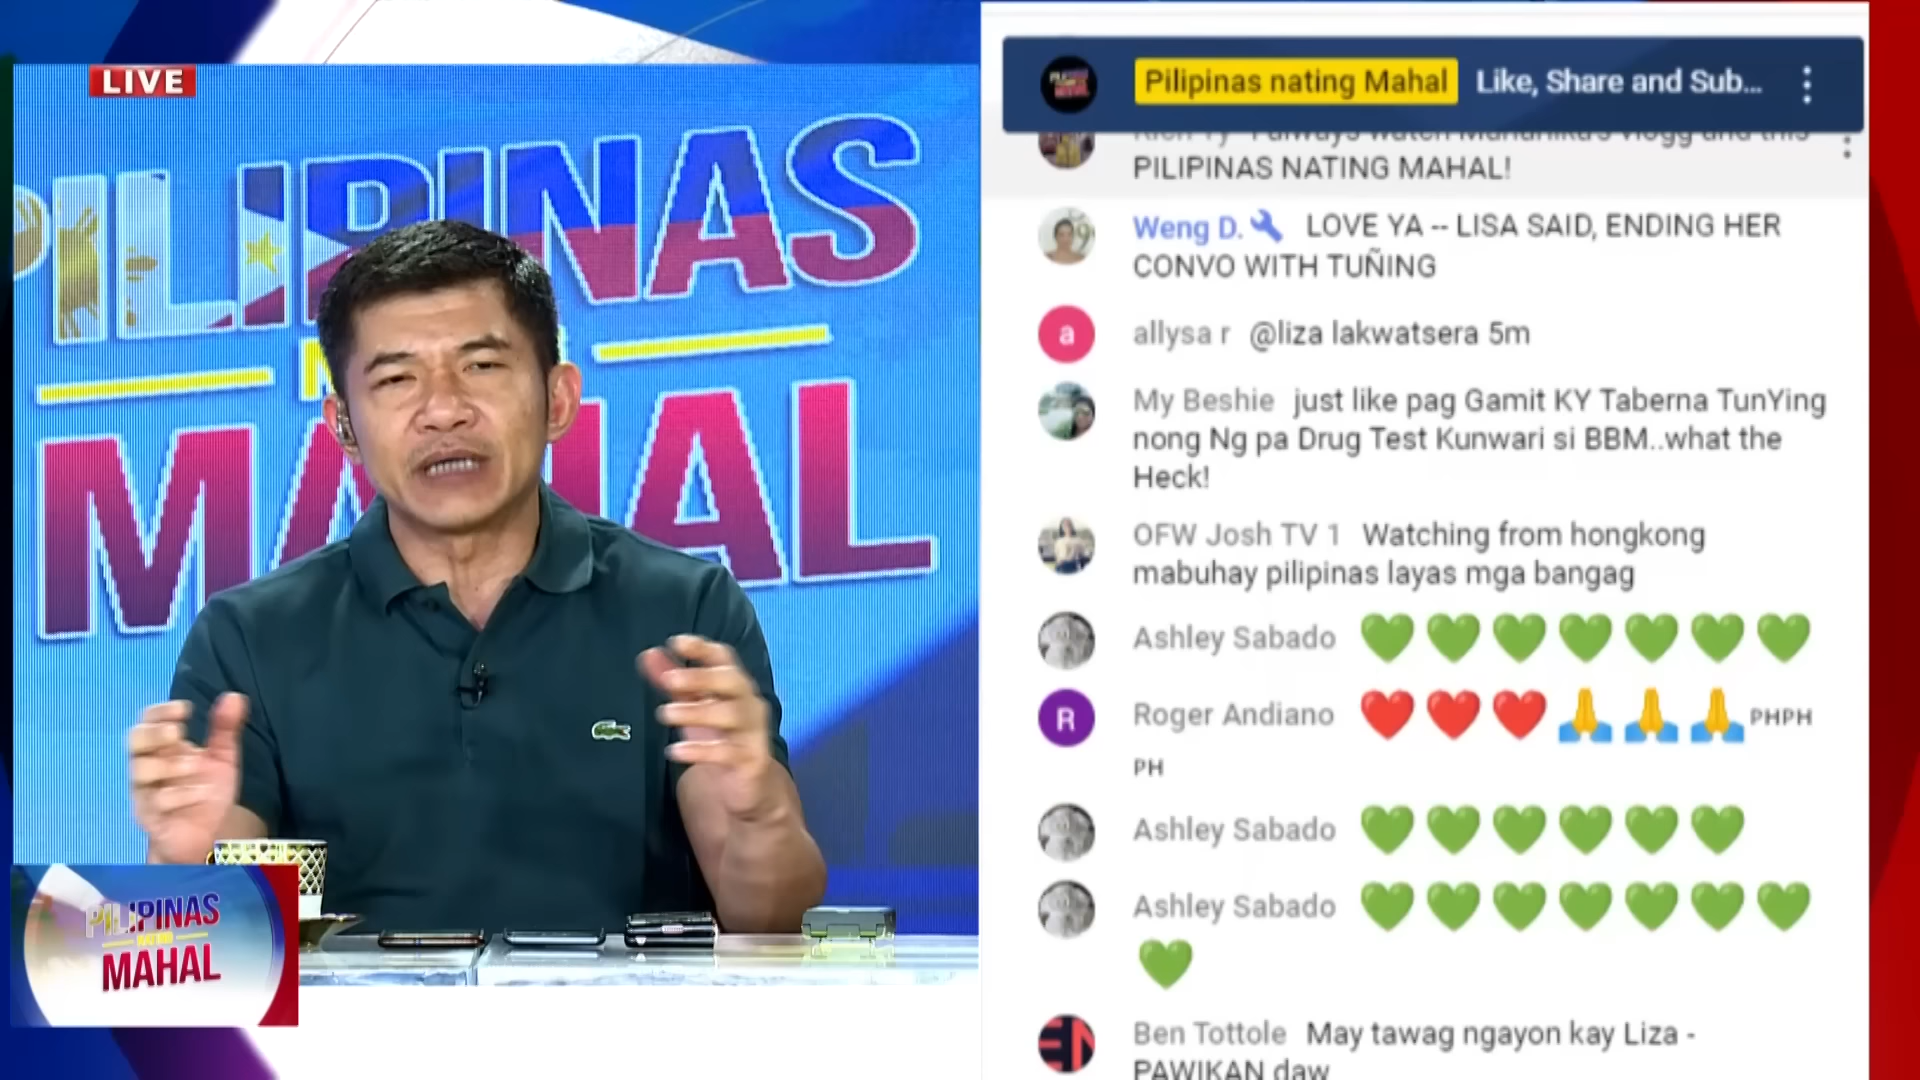 LIVE
PILIPINAS
MAHAL
PILIPINAS
NATING
MAHAL
Pilipinas nating Mahal Like, Share and Sub...
PILIPINAS NATING MAHAL!
Weng D. LOVE YA -- LISA SAID, ENDING HER
CONVO WITH TUÑING
a allysa r @liza lakwatsera 5m
My Beshie just like pag Gamit KY Taberna TunYing
nong Ng pa Drug Test Kunwari si BBM..what the
Heck!
OFW Josh TV 1 Watching from hongkong
mabuhay pilipinas layas mga bangag
Ashley Sabado 💚💚💚💚💚💚💚
R Roger Andiano ❤️❤️❤️🙏🙏🙏 PHPH
PH
Ashley Sabado 💚💚💚💚💚💚
Ashley Sabado 💚💚💚💚💚💚💚
💚
Ben Tottole May tawag ngayon kay Liza -
PAWIKAN daw